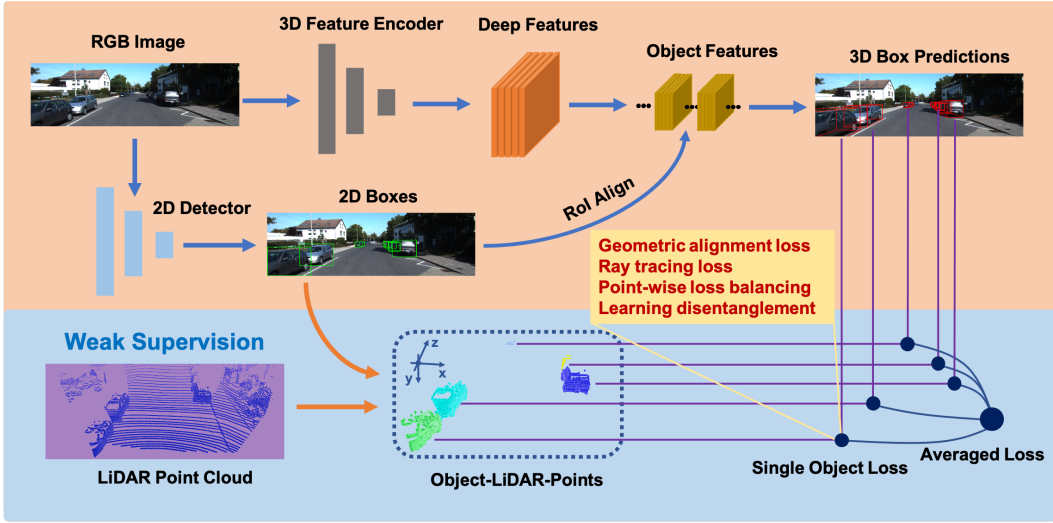 RGB Image
3D Feature Encoder
Deep Features
Object Features
3D Box Predictions
2D Detector
2D Boxes
RoI Align
Geometric alignment loss
Ray tracing loss
Point-wise loss balancing
Learning disentanglement
Weak Supervision
z
x
y
LiDAR Point Cloud
Object-LiDAR-Points
Single Object Loss
Averaged Loss